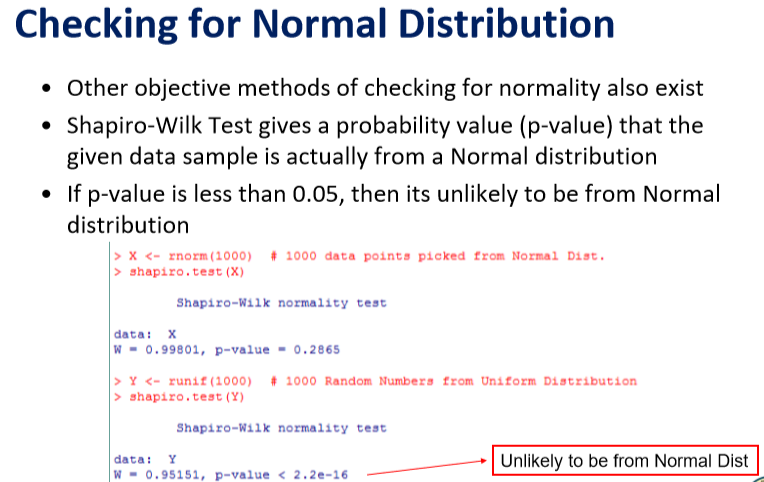 Checking for Normal Distribution
• Other objective methods of checking for normality also exist
• Shapiro-Wilk Test gives a probability value (p-value) that the
given data sample is actually from a Normal distribution
• If p-value is less than 0.05, then its unlikely to be from Normal
distribution
> X <- rnorm(1000)  # 1000 data points picked from Normal Dist.
> shapiro.test(X)
Shapiro-Wilk normality test
data:  X
W = 0.99801, p-value = 0.2865
> Y <- runif(1000)  # 1000 Random Numbers from Uniform Distribution
> shapiro.test(Y)
Shapiro-Wilk normality test
data:  Y
W = 0.95151, p-value < 2.2e-16
Unlikely to be from Normal Dist